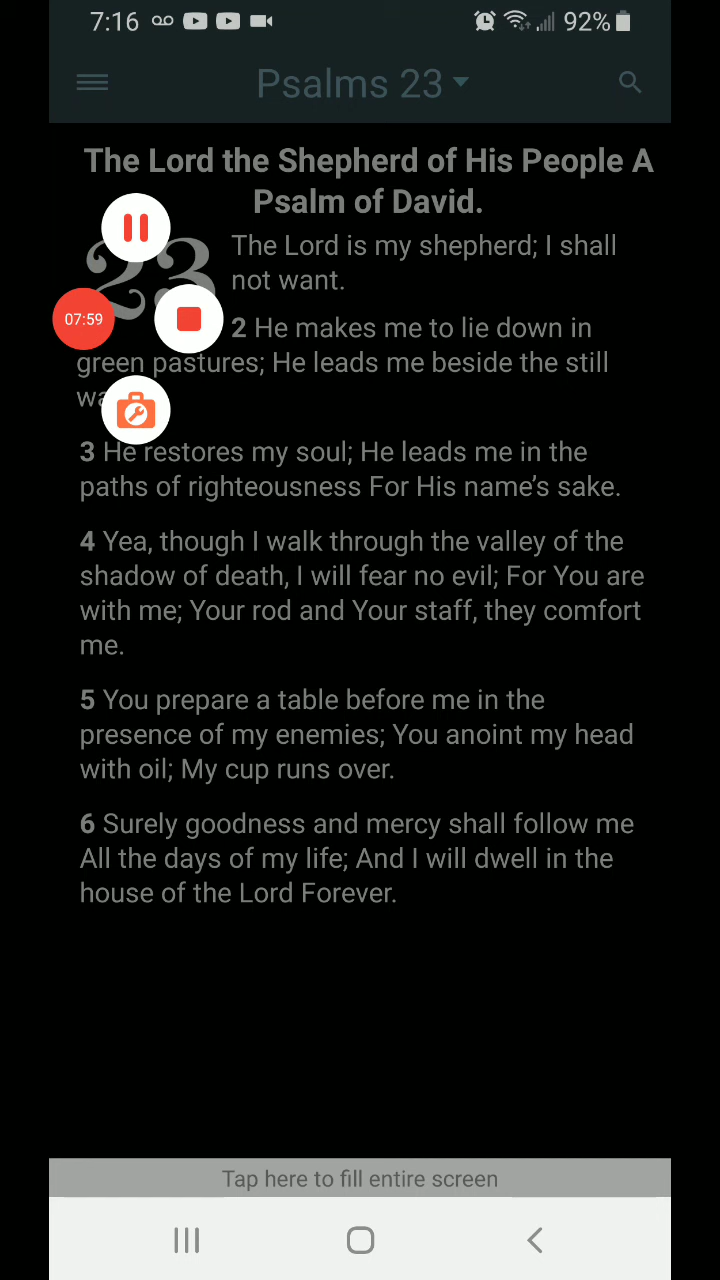 7:16 92%
Psalms 23
The Lord the Shepherd of His People A
Psalm of David.
23 The Lord is my shepherd; I shall
not want.
07:59
2 He makes me to lie down in
green pastures; He leads me beside the still
3 He restores my soul; He leads me in the
paths of righteousness For His name’s sake.
4 Yea, though I walk through the valley of the
shadow of death, I will fear no evil; For You are
with me; Your rod and Your staff, they comfort
me.
5 You prepare a table before me in the
presence of my enemies; You anoint my head
with oil; My cup runs over.
6 Surely goodness and mercy shall follow me
All the days of my life; And I will dwell in the
house of the Lord Forever.
Tap here to fill entire screen